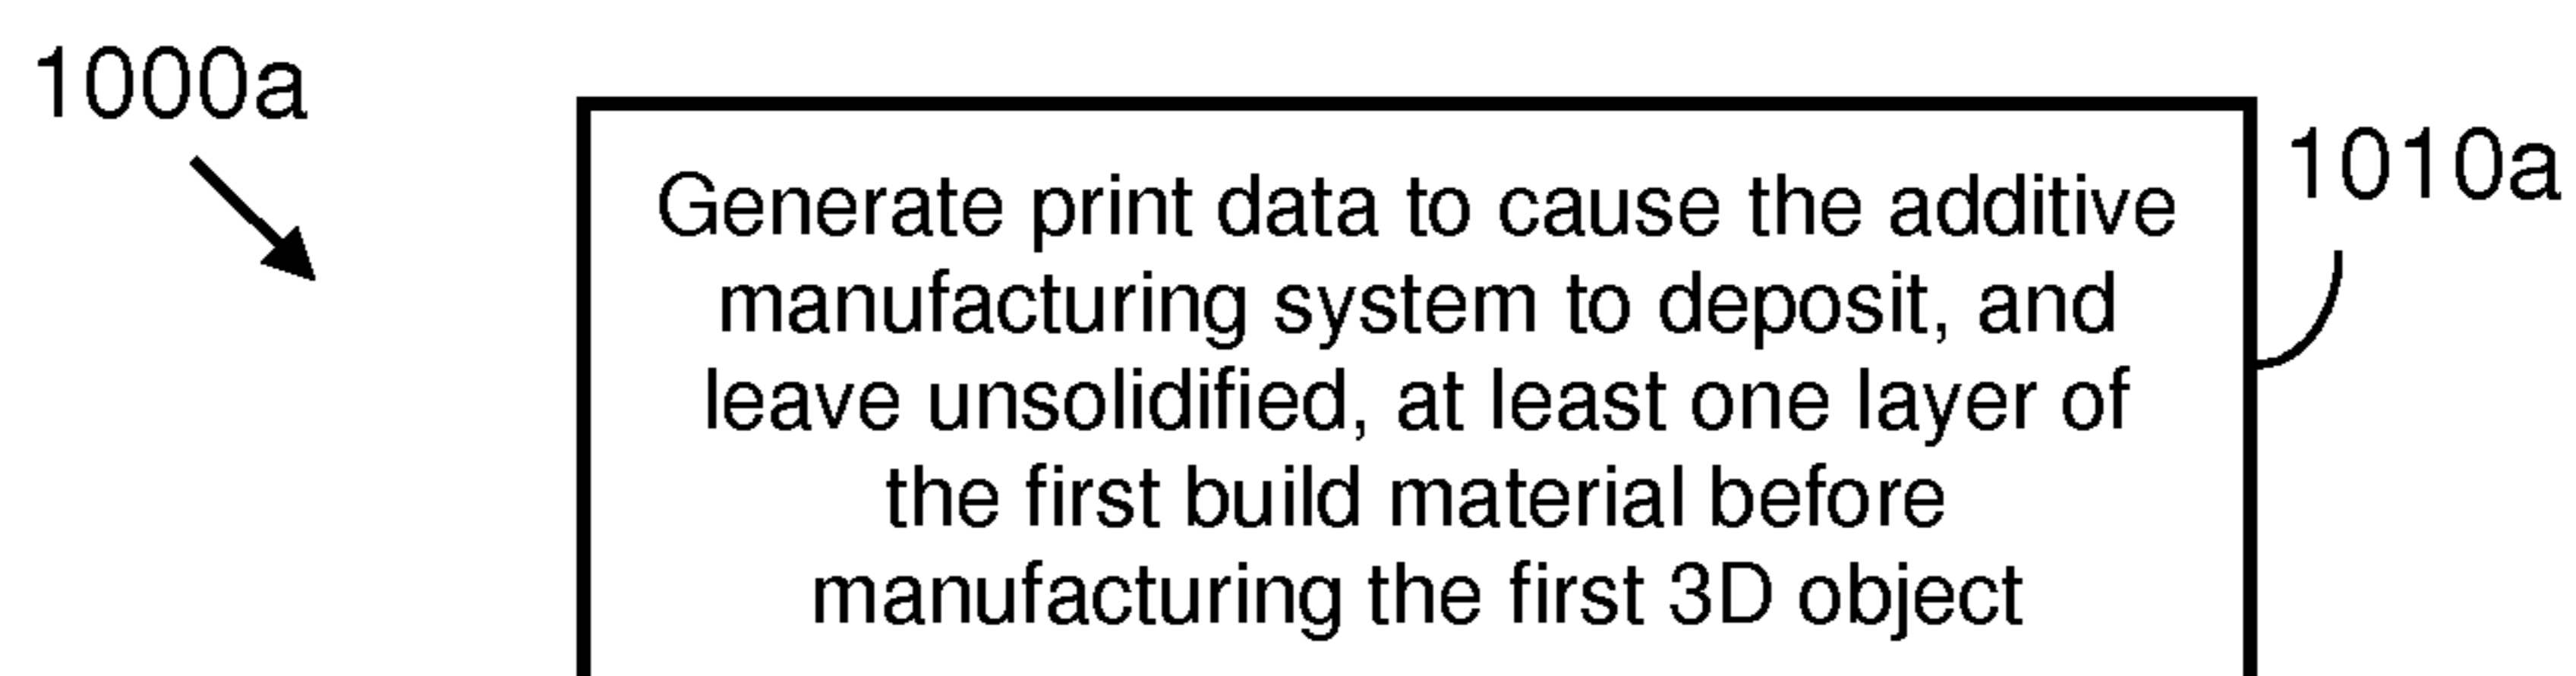 1000a
1010a
Generate print data to cause the additive
manufacturing system to deposit, and
leave unsolidified, at least one layer of
the first build material before
manufacturing the first 3D object